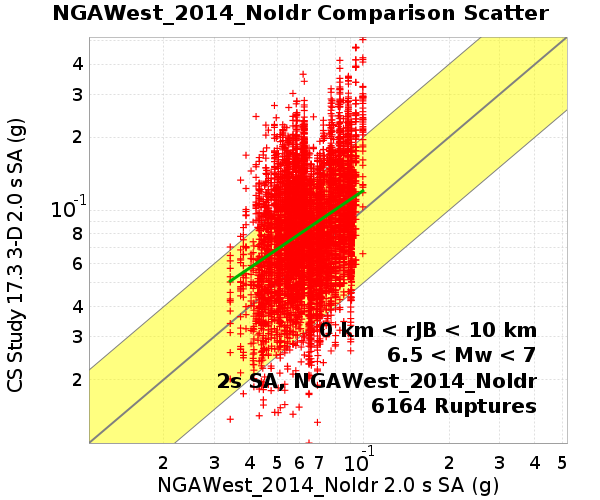 NGAWest_2014_NoIdr Comparison Scatter
CS Study 17.3 3-D 2.0 s SA (g)
4
3
2
10^-1
8
6
4
3
2
0 km < rJB < 10 km
6.5 < Mw < 7
2s SA, NGAWest_2014_NoIdr
6164 Ruptures
2 3 4 5 6 7 10^-1 2 3 4 5
NGAWest_2014_NoIdr 2.0 s SA (g)